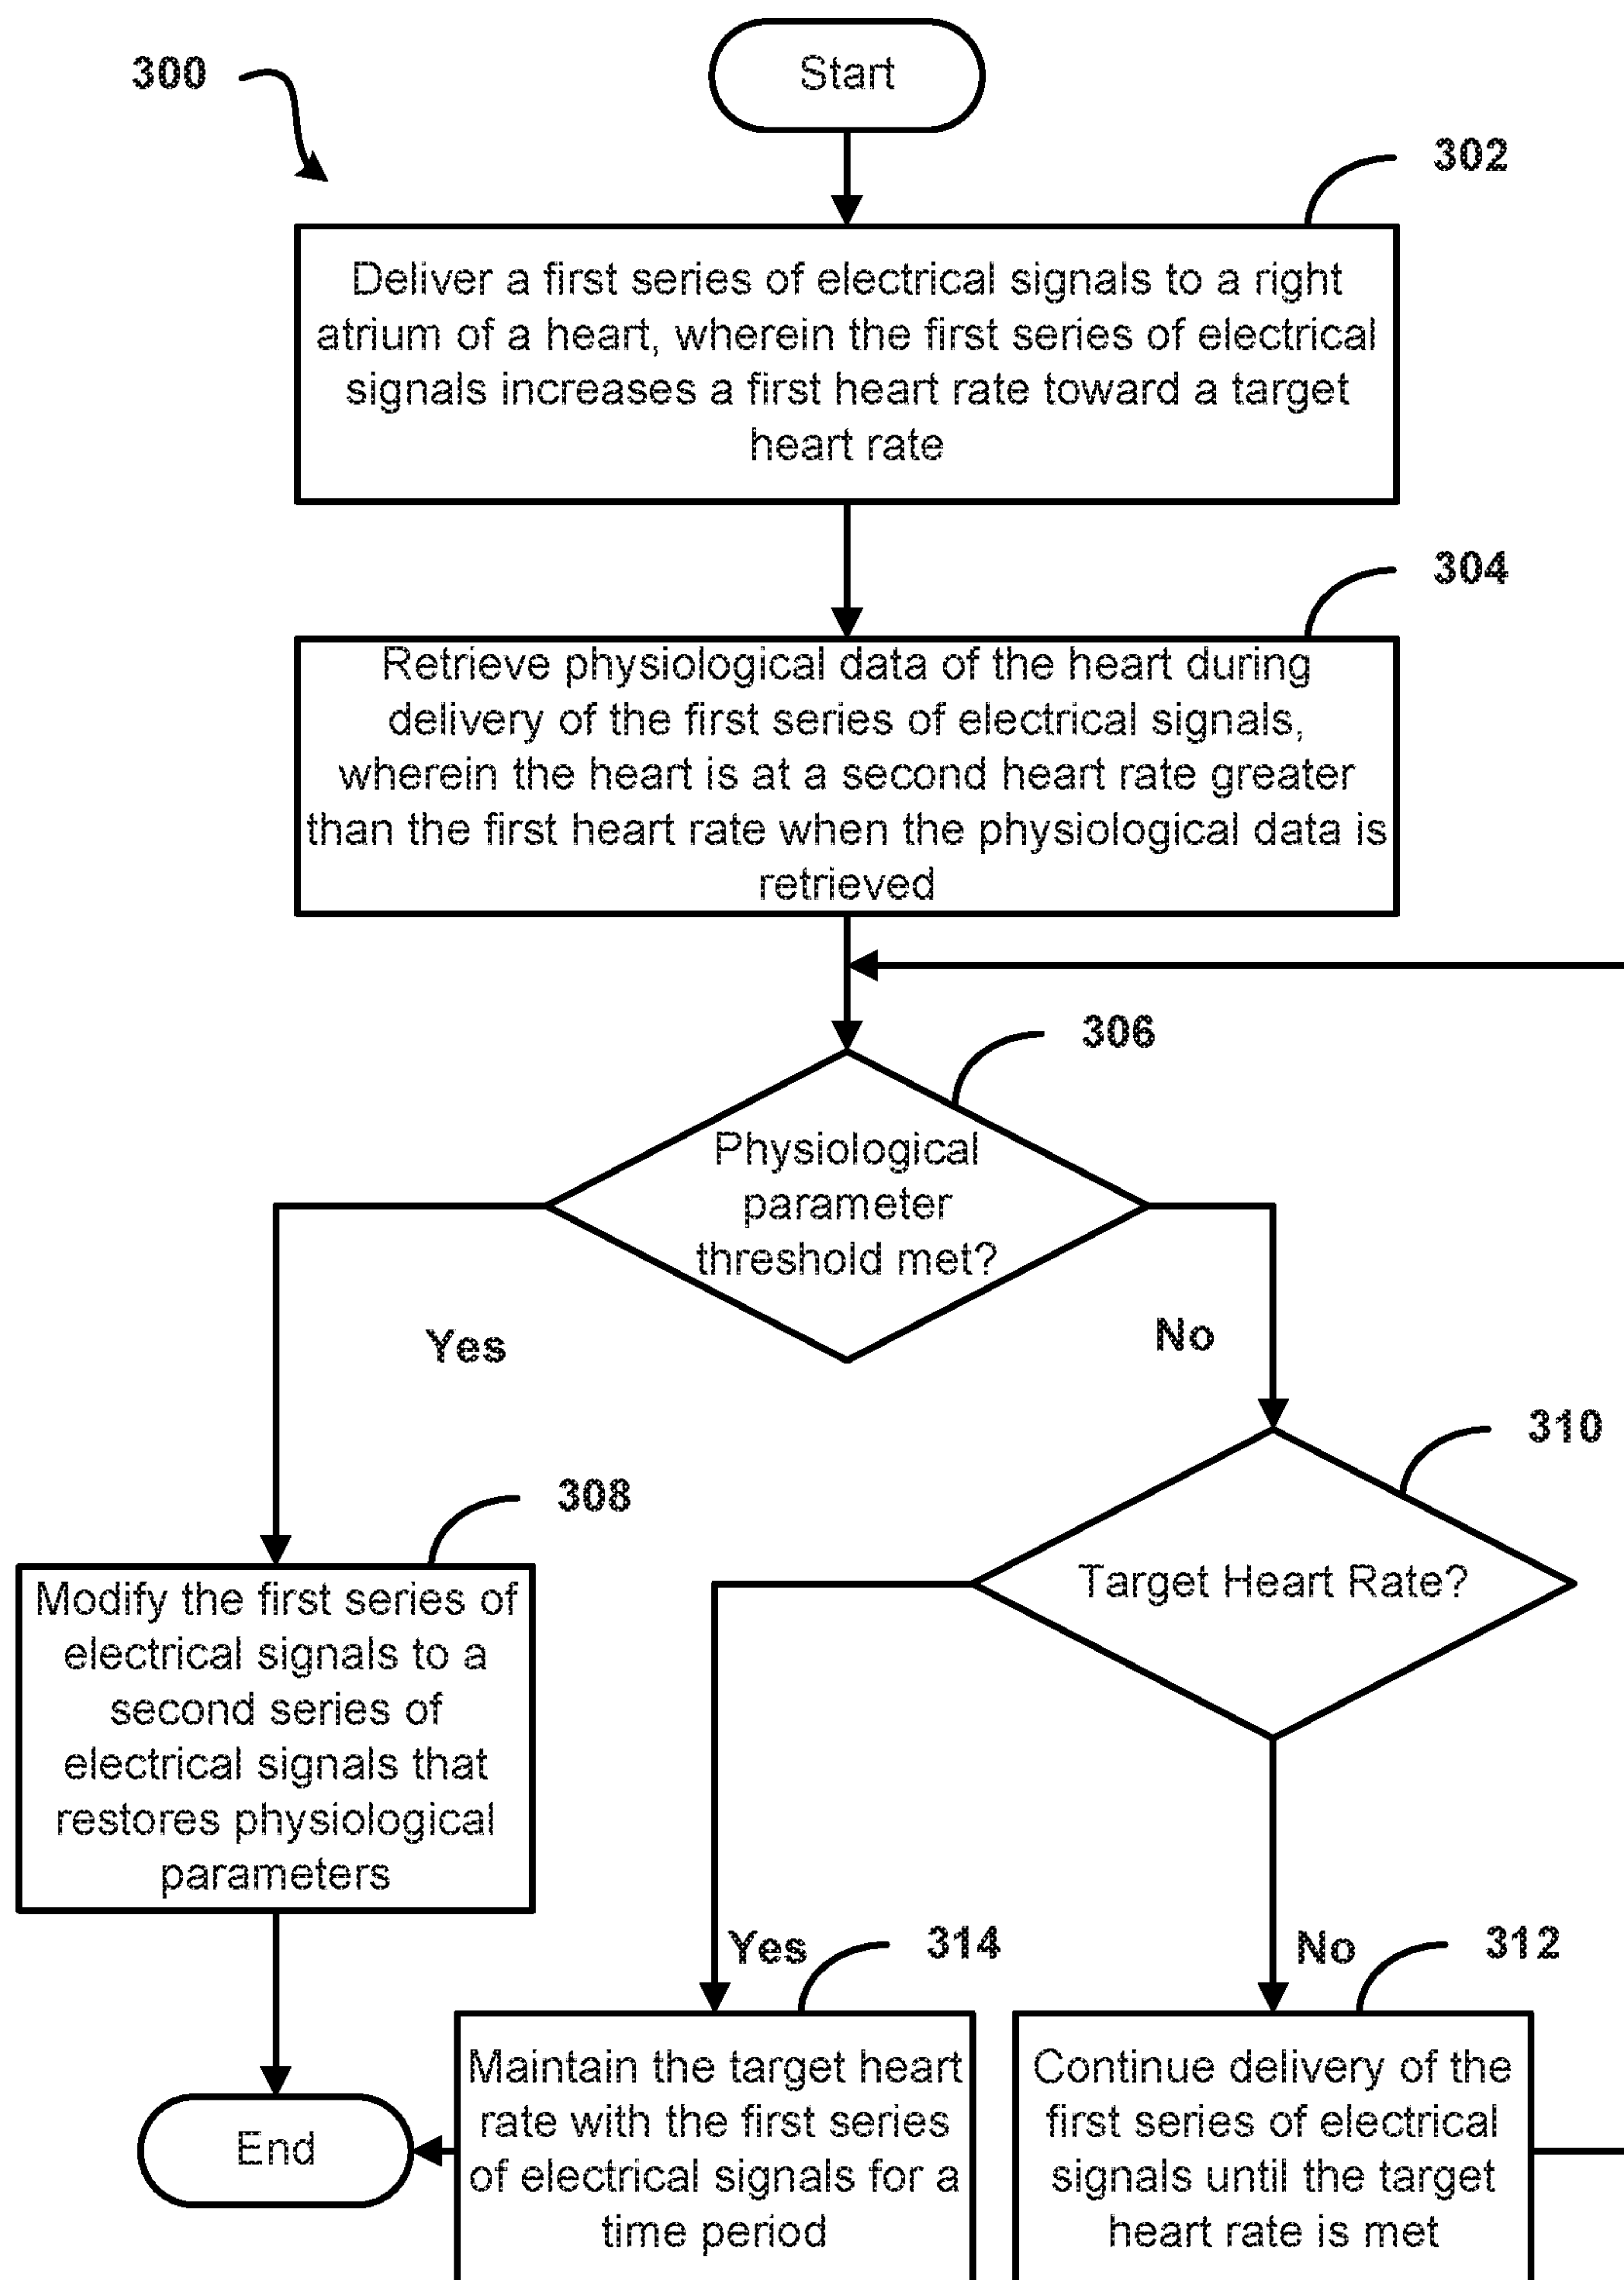 Start
300
302
Deliver a first series of electrical signals to a right
atrium of a heart, wherein the first series of electrical
signals increases a first heart rate toward a target
heart rate
304
Retrieve physiological data of the heart during
delivery of the first series of electrical signals,
wherein the heart is at a second heart rate greater
than the first heart rate when the physiological data is
retrieved
306
Physiological
parameter
threshold met?
Yes
No
310
Target Heart Rate?
308
Modify the first series of
electrical signals to a
second series of
electrical signals that
restores physiological
parameters
Yes
314
No
312
Maintain the target heart
rate with the first series
of electrical signals for a
time period
Continue delivery of the
first series of electrical
signals until the target
heart rate is met
End